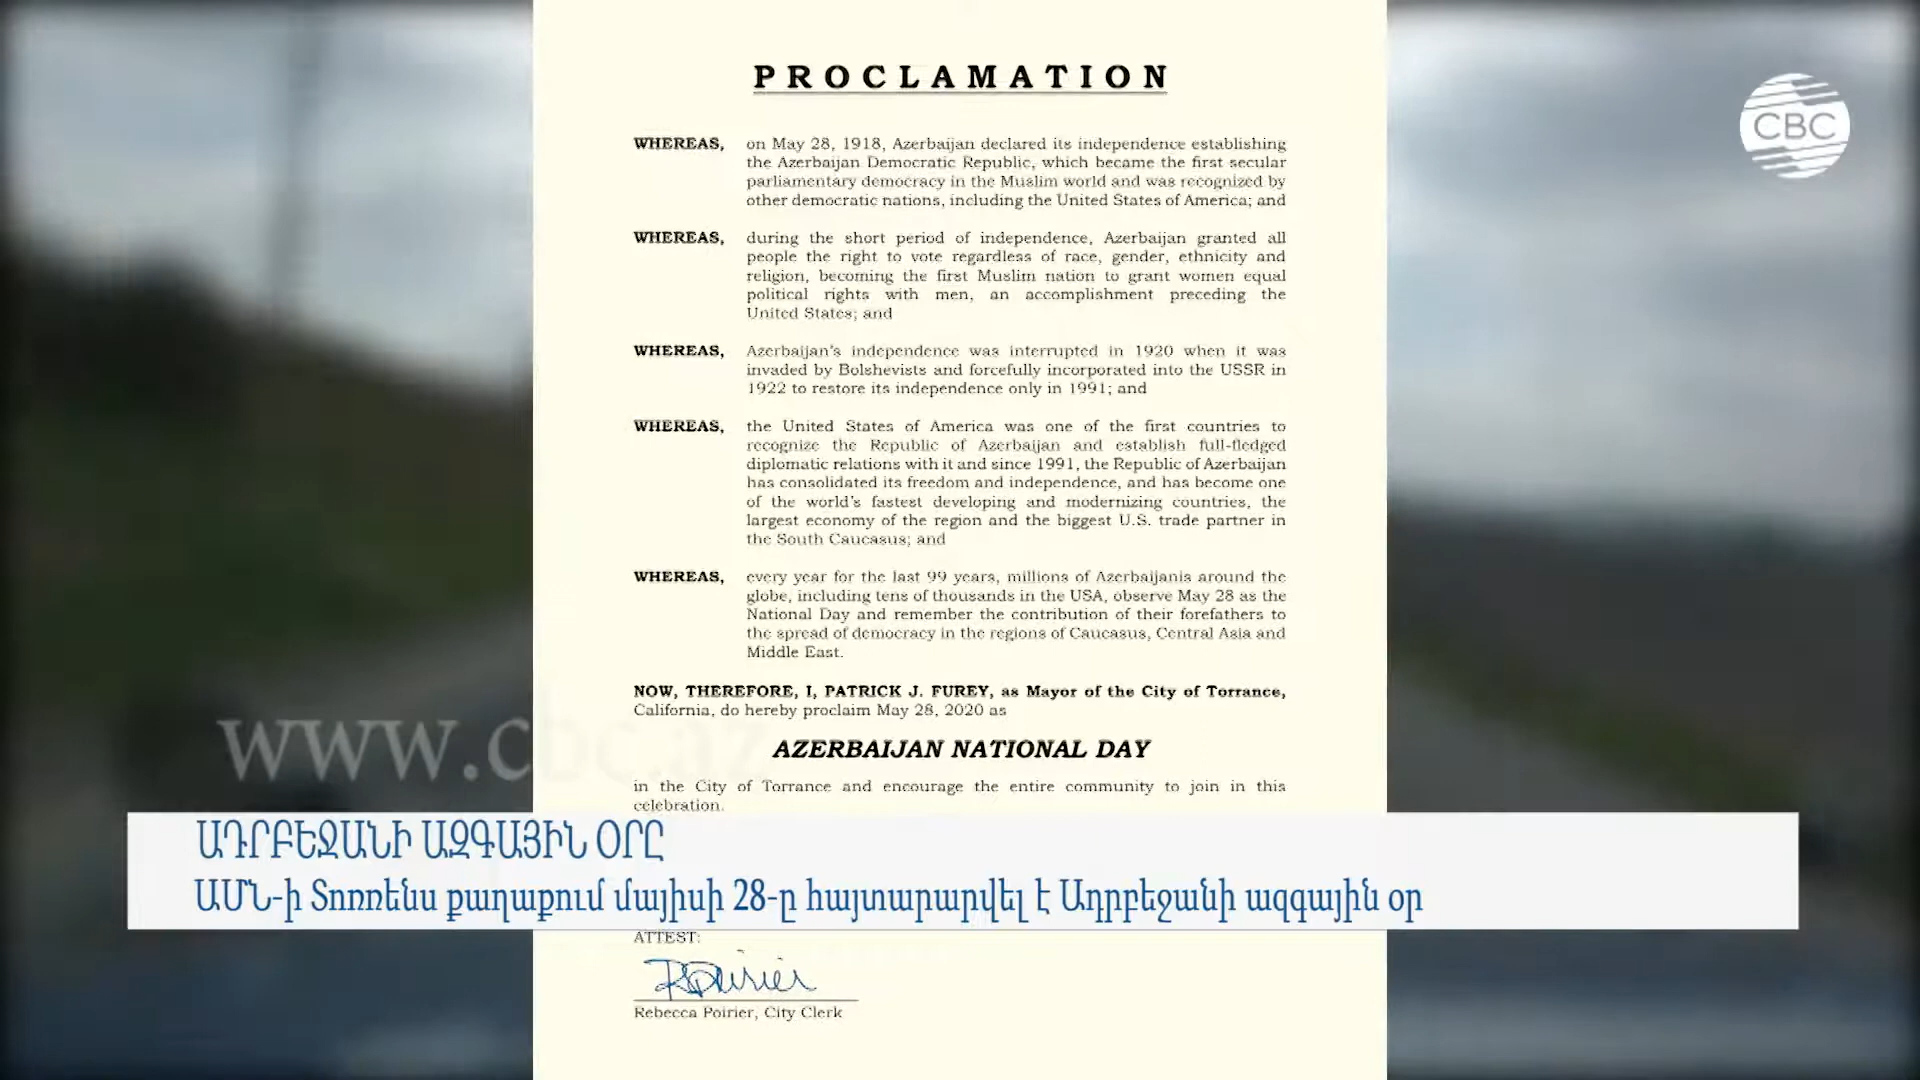 PROCLAMATION
CBC
WHEREAS, on May 28, 1918, Azerbaijan declared its independence establishing
the Azerbaijan Democratic Republic, which became the first secular
parliamentary democracy in the Muslim world and was recognized by
other democratic nations, including the United States of America; and
WHEREAS, during the short period of independence, Azerbaijan granted all
people the right to vote regardless of race, gender, ethnicity and
religion, becoming the first Muslim nation to grant women equal
political rights with men, an accomplishment preceding the
United States; and
WHEREAS, Azerbaijan's independence was interrupted in 1920 when it was
invaded by Bolshevists and forcefully incorporated into the USSR in
1922 to restore its independence only in 1991; and
WHEREAS, the United States of America was one of the first countries to
recognize the Republic of Azerbaijan and establish full-fledged
diplomatic relations with it and since 1991, the Republic of Azerbaijan
has consolidated its freedom and independence, and has become one
of the world's fastest developing and modernizing countries, the
largest economy of the region and the biggest U.S. trade partner in
the South Caucasus; and
WHEREAS, every year for the last 99 years, millions of Azerbaijanis around the
globe, including tens of thousands in the USA, observe May 28 as the
National Day and remember the contribution of their forefathers to
the spread of democracy in the regions of Caucasus, Central Asia and
Middle East.
NOW, THEREFORE, I, PATRICK J. FUREY, as Mayor of the City of Torrance,
California, do hereby proclaim May 28, 2020 as
www.cbc.az
AZERBAIJAN NATIONAL DAY
in the City of Torrance and encourage the entire community to join in this
celebration.
ԱԴՐԲԵՋԱՆԻ ԱԶԳԱՅԻՆ ՕՐԸ
ԱՄՆ-ի Տոռռենս քաղաքում մայիսի 28-ը հայտարարվել է Ադրբեջանի ազգային օր
ATTEST:
Rebecca Poirier, City Clerk